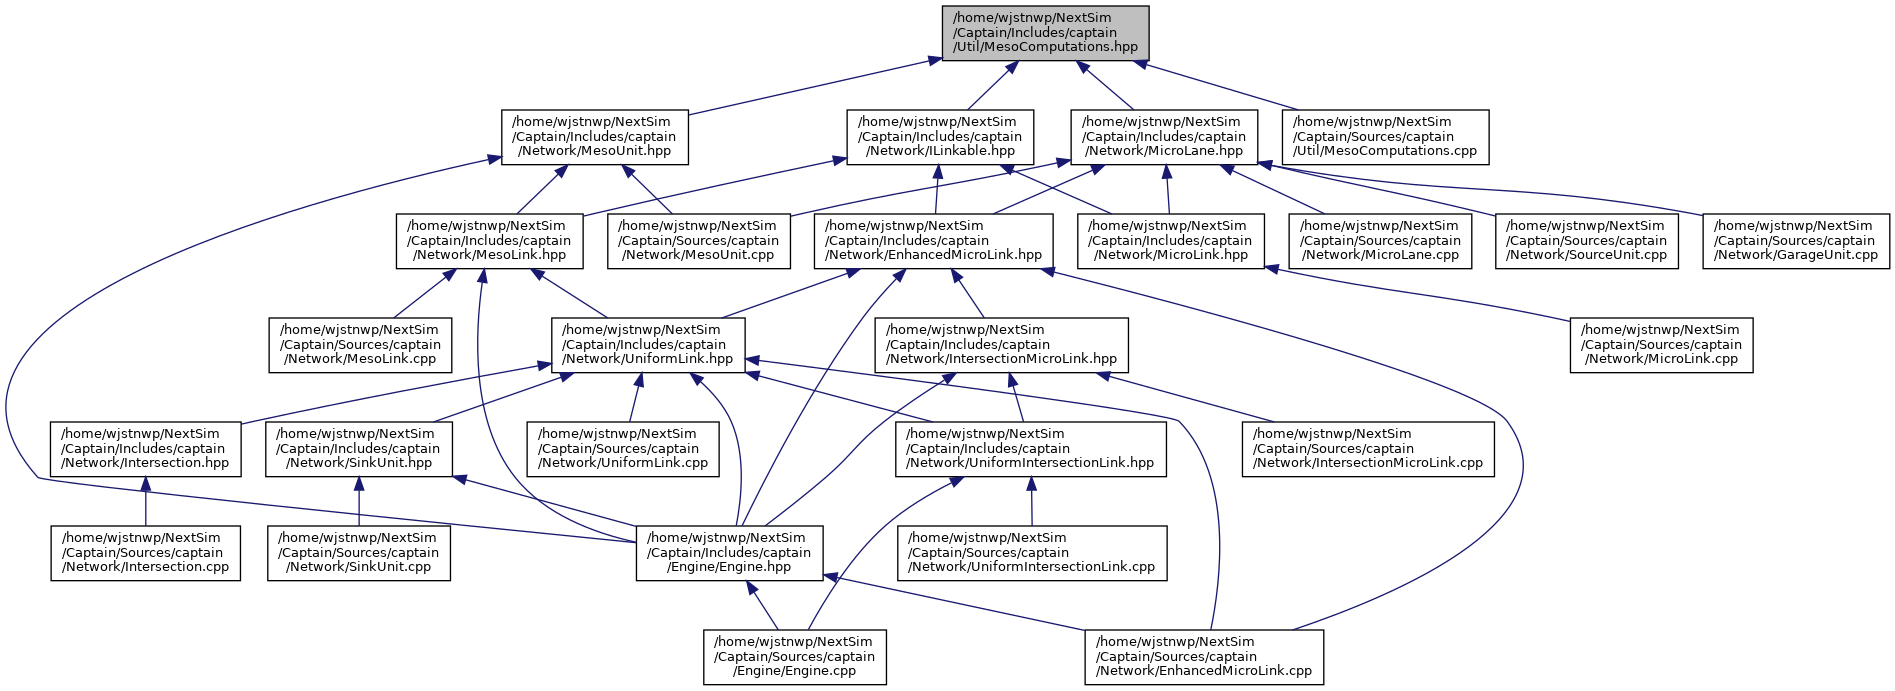 /home/wjstnwp/NextSim
/Captain/Includes/captain
/Util/MesoComputations.hpp
/home/wjstnwp/NextSim
/Captain/Includes/captain
/Network/MesoUnit.hpp
/home/wjstnwp/NextSim
/Captain/Includes/captain
/Network/ILinkable.hpp
/home/wjstnwp/NextSim
/Captain/Includes/captain
/Network/MicroLane.hpp
/home/wjstnwp/NextSim
/Captain/Sources/captain
/Util/MesoComputations.cpp
/home/wjstnwp/NextSim
/Captain/Includes/captain
/Network/MesoLink.hpp
/home/wjstnwp/NextSim
/Captain/Sources/captain
/Network/MesoUnit.cpp
/home/wjstnwp/NextSim
/Captain/Includes/captain
/Network/EnhancedMicroLink.hpp
/home/wjstnwp/NextSim
/Captain/Includes/captain
/Network/MicroLink.hpp
/home/wjstnwp/NextSim
/Captain/Sources/captain
/Network/MicroLane.cpp
/home/wjstnwp/NextSim
/Captain/Sources/captain
/Network/SourceUnit.cpp
/home/wjstnwp/NextSim
/Captain/Sources/captain
/Network/GarageUnit.cpp
/home/wjstnwp/NextSim
/Captain/Sources/captain
/Network/MesoLink.cpp
/home/wjstnwp/NextSim
/Captain/Includes/captain
/Network/UniformLink.hpp
/home/wjstnwp/NextSim
/Captain/Includes/captain
/Network/IntersectionMicroLink.hpp
/home/wjstnwp/NextSim
/Captain/Sources/captain
/Network/MicroLink.cpp
/home/wjstnwp/NextSim
/Captain/Includes/captain
/Network/Intersection.hpp
/home/wjstnwp/NextSim
/Captain/Includes/captain
/Network/SinkUnit.hpp
/home/wjstnwp/NextSim
/Captain/Sources/captain
/Network/UniformLink.cpp
/home/wjstnwp/NextSim
/Captain/Includes/captain
/Network/UniformIntersectionLink.hpp
/home/wjstnwp/NextSim
/Captain/Sources/captain
/Network/IntersectionMicroLink.cpp
/home/wjstnwp/NextSim
/Captain/Sources/captain
/Network/Intersection.cpp
/home/wjstnwp/NextSim
/Captain/Sources/captain
/Network/SinkUnit.cpp
/home/wjstnwp/NextSim
/Captain/Includes/captain
/Engine/Engine.hpp
/home/wjstnwp/NextSim
/Captain/Sources/captain
/Network/UniformIntersectionLink.cpp
/home/wjstnwp/NextSim
/Captain/Sources/captain
/Engine/Engine.cpp
/home/wjstnwp/NextSim
/Captain/Sources/captain
/Network/EnhancedMicroLink.cpp